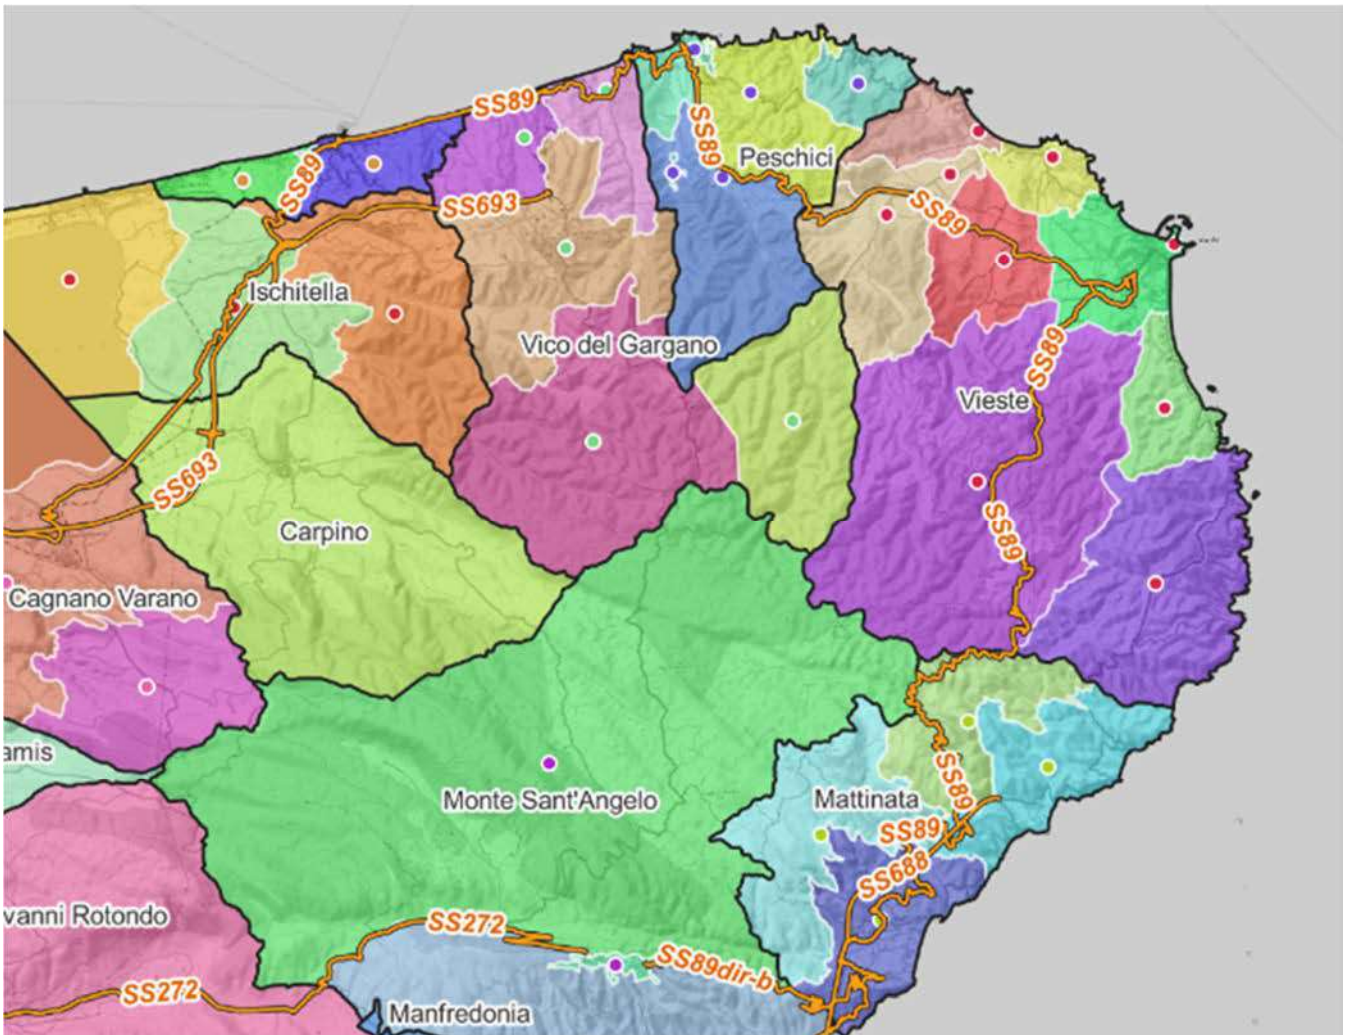 SS89
SS89
SS89
Peschici
SS693
SS89
Ischitella
Vico del Gargano
SS89
Vieste
SS693
Carpino
SS89
Cagnano Varano
amis
SS89
Monte Sant'Angelo
Mattinata
SS89
SS688
vanni Rotondo
SS272
SS89dir-b
SS272
Manfredonia